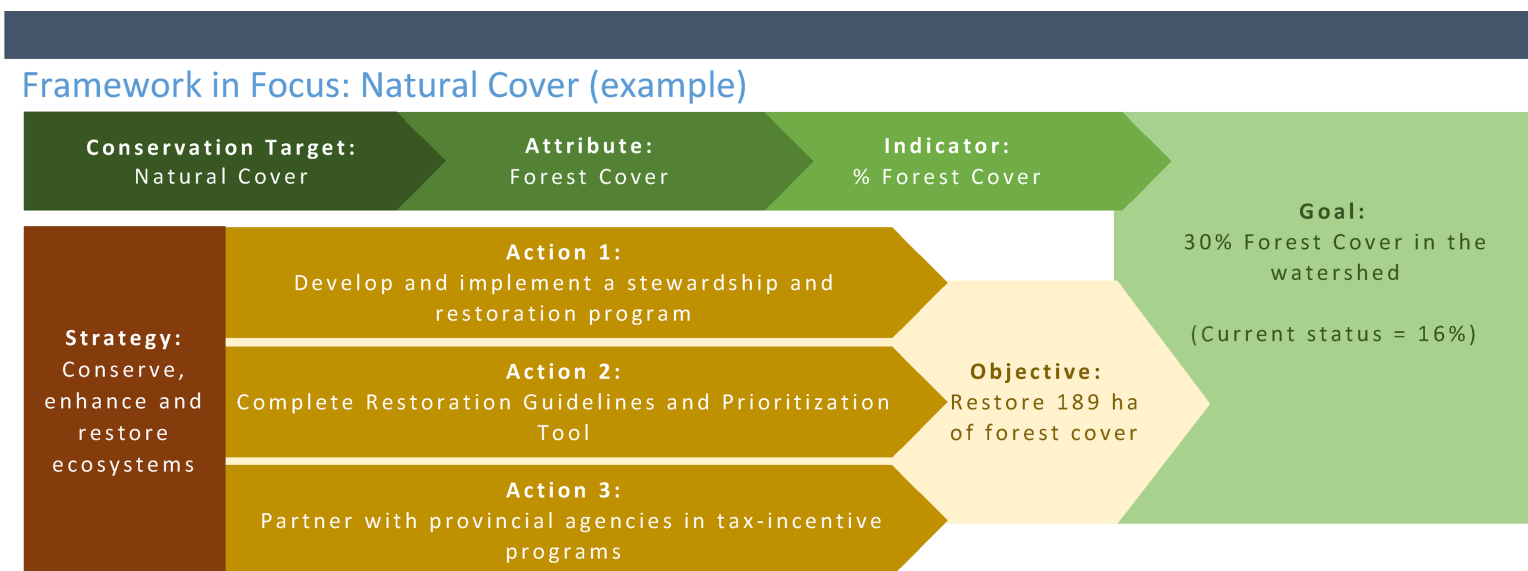 Framework in Focus: Natural Cover (example)
Conservation Target:
Natural Cover
Attribute:
Forest Cover
Indicator:
% Forest Cover
Goal:
30% Forest Cover in the
watershed
(Current status = 16%)
Strategy:
Conserve,
enhance and
restore
ecosystems
Action 1:
Develop and implement a stewardship and
restoration program
Action 2:
Complete Restoration Guidelines and Prioritization
Tool
Action 3:
Partner with provincial agencies in tax-incentive
programs
Objective:
Restore 189 ha
of forest cover